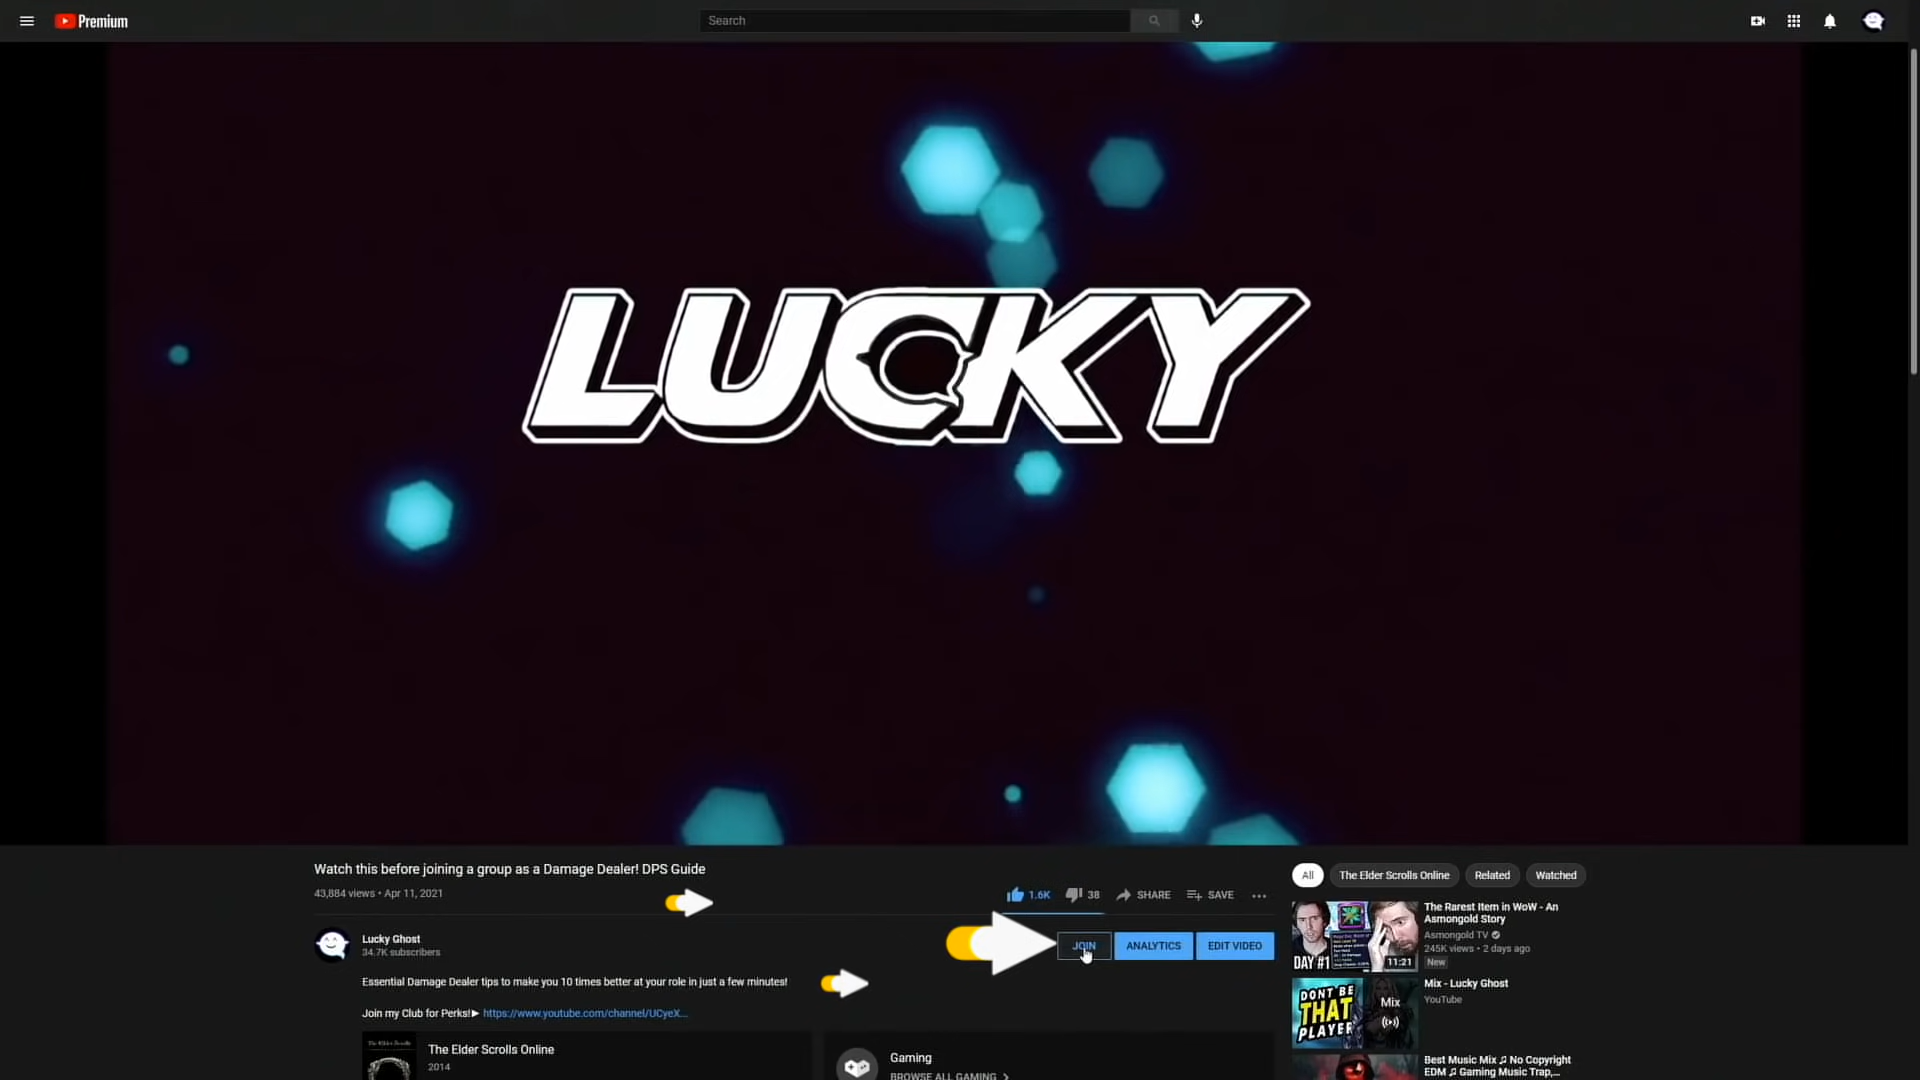 Premium
Search
LUCKY
Watch this before joining a group as a Damage Dealer! DPS Guide
43,884 views • Apr 11, 2021
1.6K
38
SHARE
SAVE
Lucky Ghost
34.7K subscribers
JOIN
ANALYTICS
EDIT VIDEO
Essential Damage Dealer tips to make you 10 times better at your role in just a few minutes!
Join my Club for Perks!▶ https://www.youtube.com/channel/UCyeX...
The Elder Scrolls
The Elder Scrolls Online
2014
Gaming
BROWSE ALL GAMING
All
The Elder Scrolls Online
Related
Watched
DAY #1
11:21
The Rarest Item in WoW - An
Asmongold Story
Asmongold TV
245K views • 2 days ago
New
DONT BE
THAT
PLAYER
Mix
Mix - Lucky Ghost
YouTube
Best Music Mix ♫ No Copyright
EDM ♫ Gaming Music Trap,...